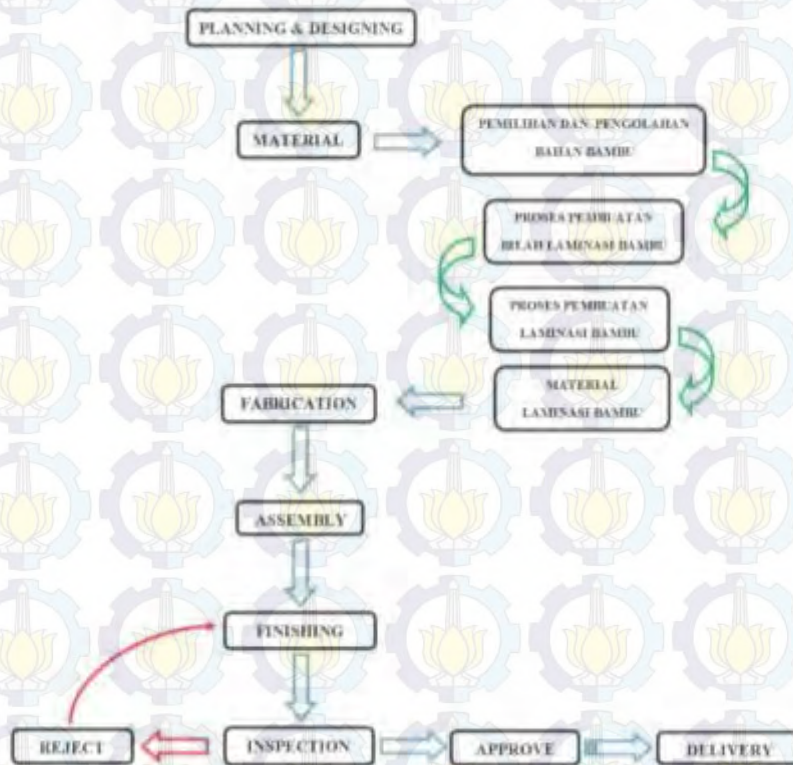 PLANNING & DESIGNING
MATERIAL
PEMILIHAN DAN PENGOLAHAN
BAHAN BAMBU
PROSES PEMBUATAN
BILAH LAMINASI BAMBU
PROSES PEMBUATAN
LAMINASI BAMBU
MATERIAL
LAMINASI BAMBU
FABRICATION
ASSEMBLY
FINISHING
REJECT
INSPECTION
APPROVE
DELIVERY